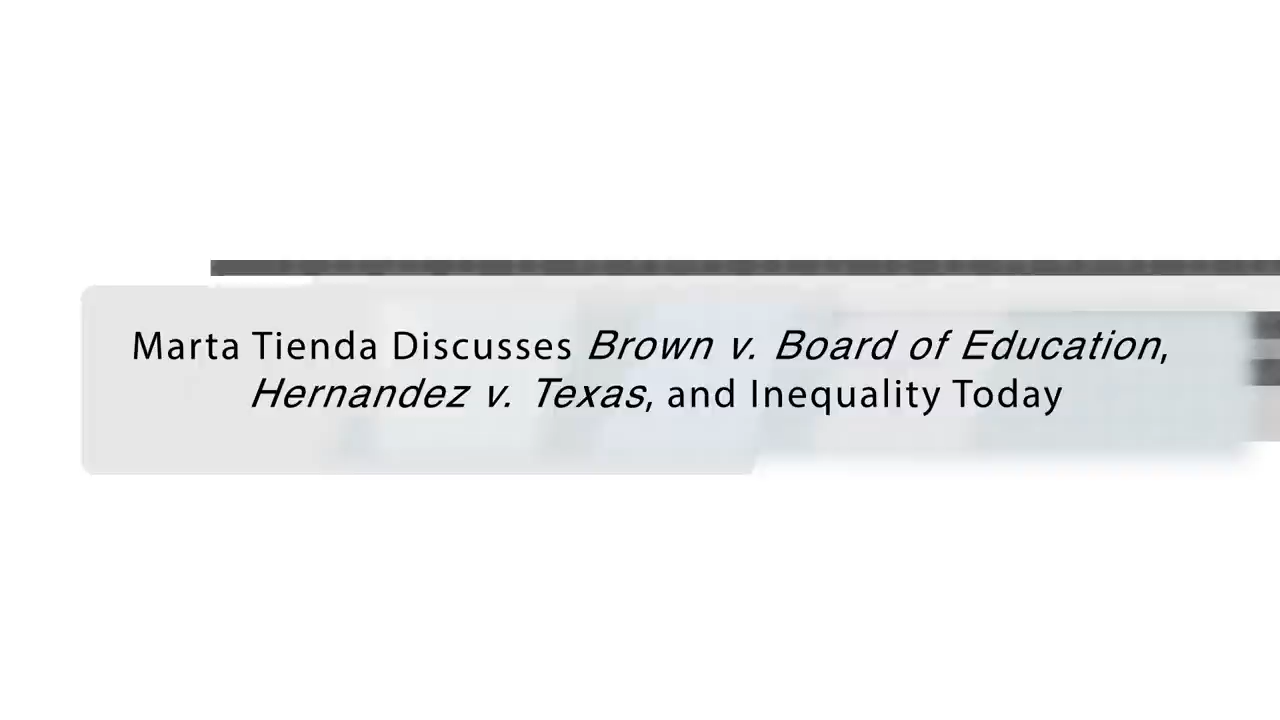 Marta Tienda Discusses Brown v. Board of Education,
Hernandez v. Texas, and Inequality Today